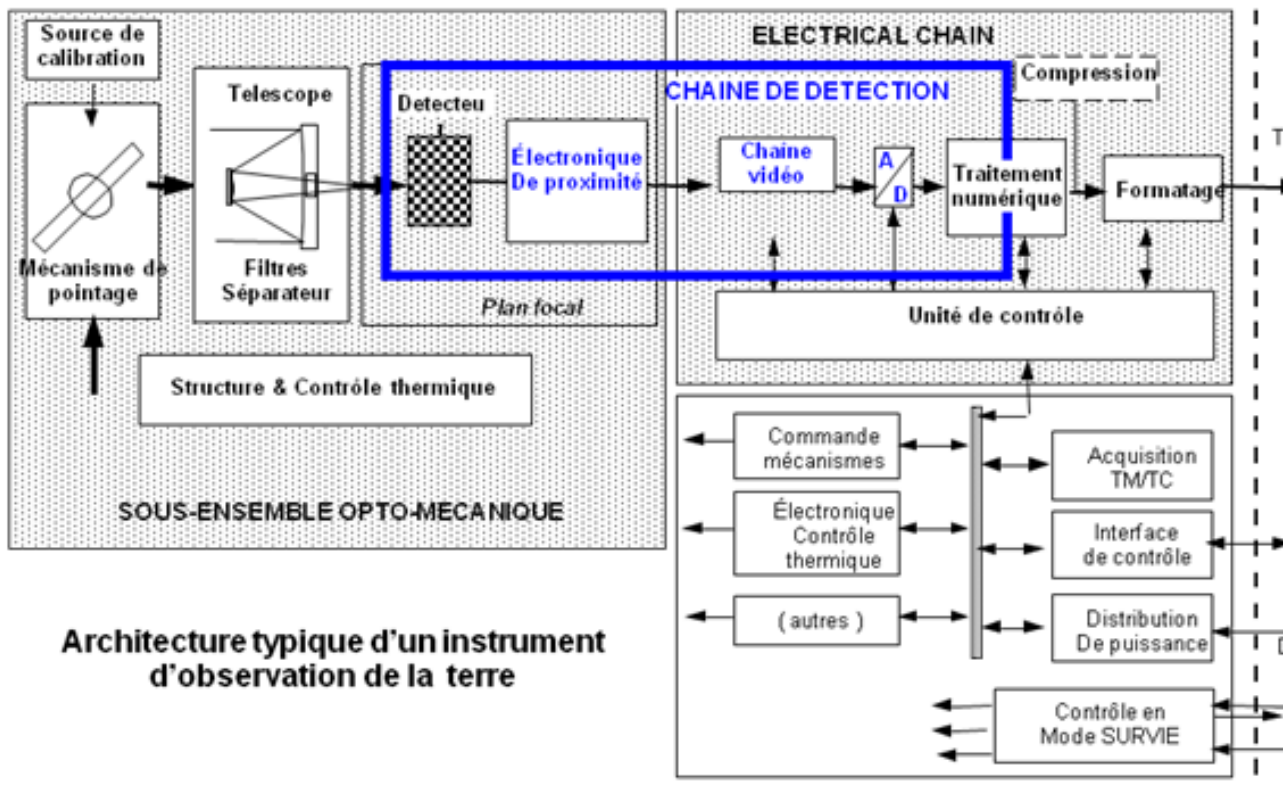 Source de
calibration
Telescope
Filtres
Séparateur
Mécanisme de
pointage
Detecteu
Électronique
De proximité
Plan focal
Structure & Contrôle thermique
SOUS-ENSEMBLE OPTO-MECANIQUE
ELECTRICAL CHAIN
CHAINE DE DETECTION
Compression
Chaine
vidéo
A
D
Traitement
numérique
Formatage
T
Unité de contrôle
Commande
mécanismes
Électronique
Contrôle
thermique
( autres )
Acquisition
TM/TC
Interface
de contrôle
Distribution
De puissance
Contrôle en
Mode SURVIE
Architecture typique d'un instrument
d'observation de la terre